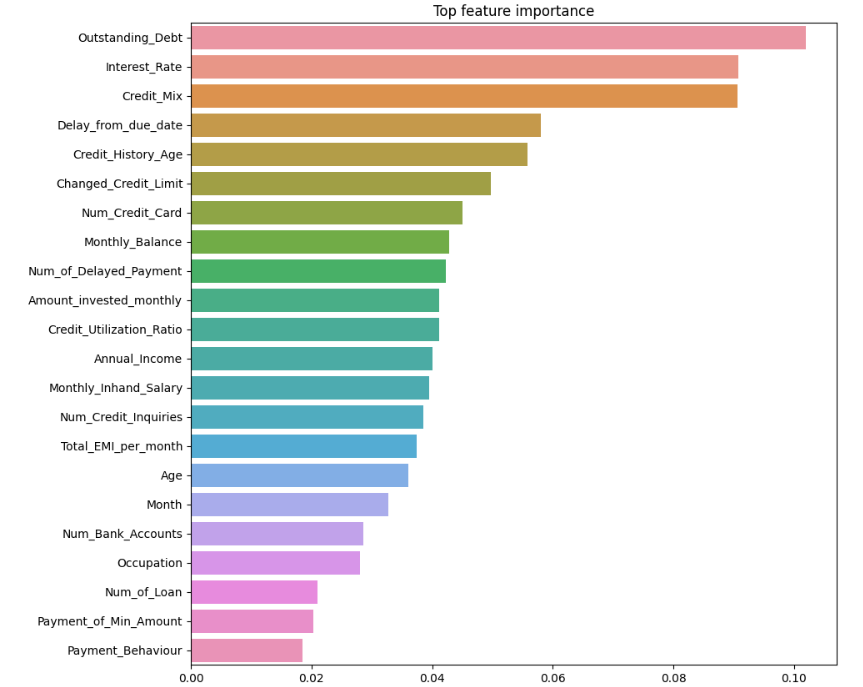 Top feature importance
Outstanding_Debt
Interest_Rate
Credit_Mix
Delay_from_due_date
Credit_History_Age
Changed_Credit_Limit
Num_Credit_Card
Monthly_Balance
Num_of_Delayed_Payment
Amount_invested_monthly
Credit_Utilization_Ratio
Annual_Income
Monthly_Inhand_Salary
Num_Credit_Inquiries
Total_EMI_per_month
Age
Month
Num_Bank_Accounts
Occupation
Num_of_Loan
Payment_of_Min_Amount
Payment_Behaviour
0.00 0.02 0.04 0.06 0.08 0.10